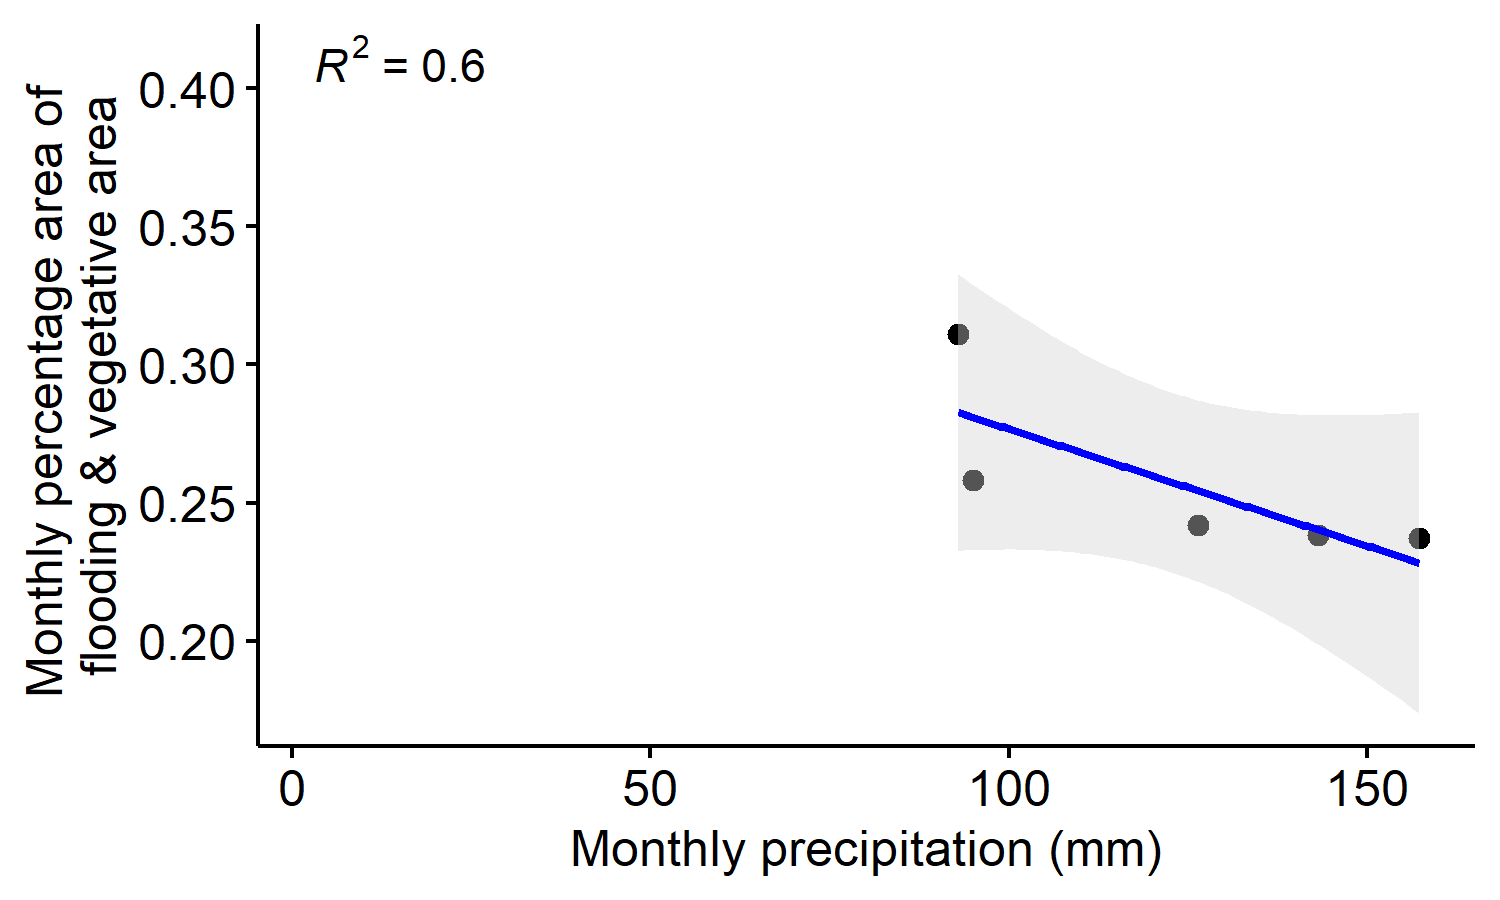 R² = 0.6
Monthly percentage area of
flooding & vegetative area
0.40
0.35
0.30
0.25
0.20
0 50 100 150
Monthly precipitation (mm)